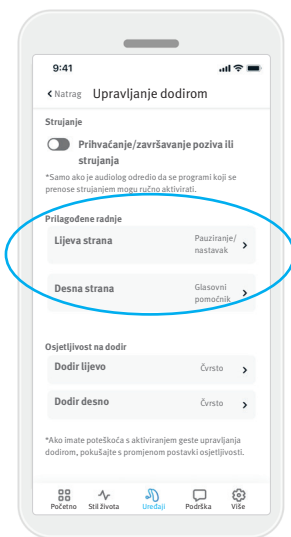 9:41
Natrag Upravljanje dodirom
Strujanje
Prihvaćanje/završavanje poziva ili
strujanja
*Samo ako je audiolog odredio da se programi koji se
prenose strujanjem mogu ručno aktivirati.
Prilagođene radnje
Lijeva strana Pauziranje/
nastavak
Desna strana Glasovni
pomoćnik
Osjetljivost na dodir
Dodir lijevo Čvrsto
Dodir desno Čvrsto
*Ako imate poteškoća s aktiviranjem geste upravljanja
dodirom, pokušajte s promjenom postavki osjetljivosti.
Početno Stil života Uređaji Podrška Više